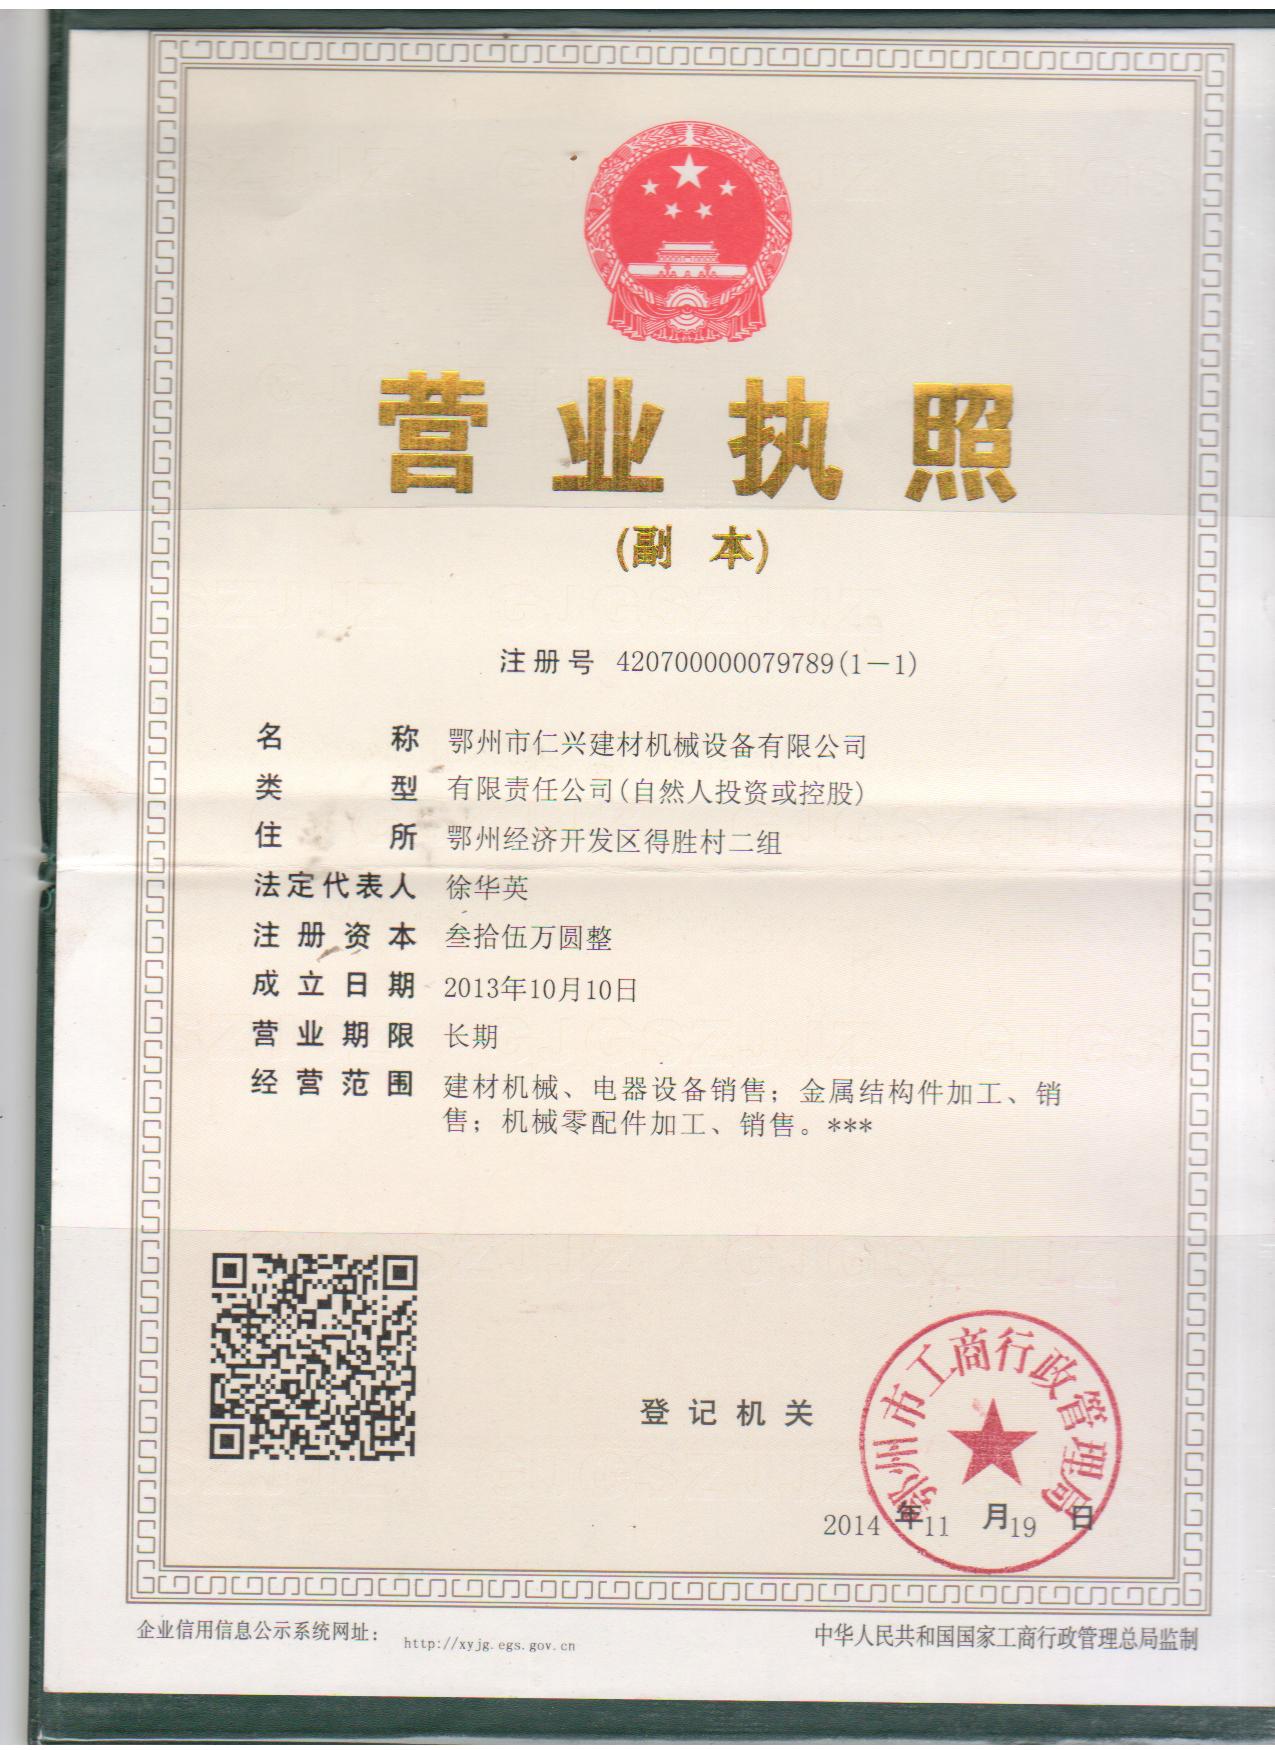 营业执照
(副 本)
注册号 420700000079789(1-1)
名 称 鄂州市仁兴建材机械设备有限公司
类 型 有限责任公司(自然人投资或控股)
住 所 鄂州经济开发区得胜村二组
法定代表人 徐华英
注册资本 叁拾伍万圆整
成立日期 2013年10月10日
营业期限 长期
经营范围 建材机械、电器设备销售；金属结构件加工、销
售；机械零配件加工、销售。***
登记机关
鄂州市工商行政管理局
2014 年 11 月 19 日
企业信用信息公示系统网址： http://xyjg.egs.gov.cn
中华人民共和国国家工商行政管理总局监制